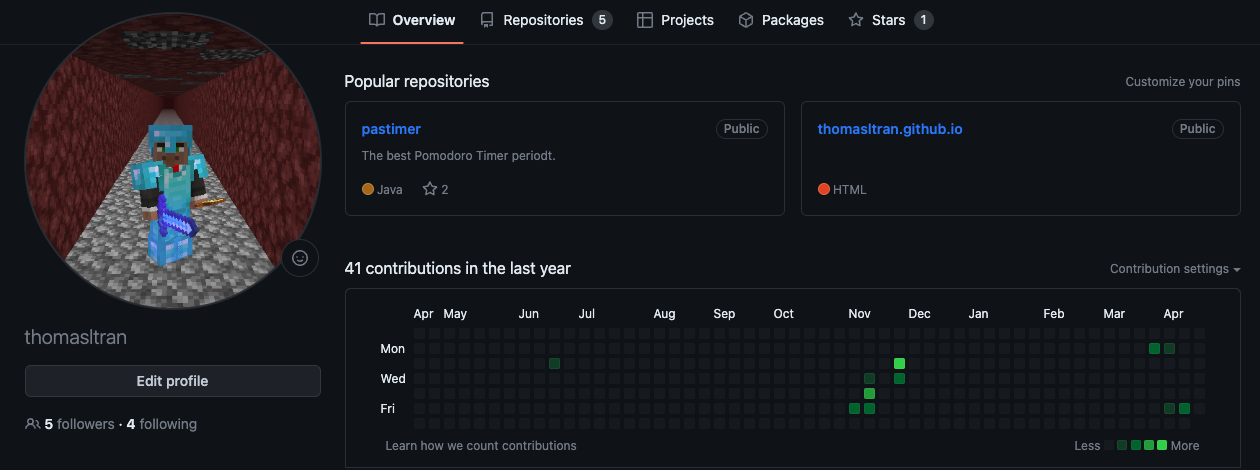 Overview Repositories 5 Projects Packages Stars 1
Popular repositories Customize your pins
pastimer Public
The best Pomodoro Timer periodt.
Java 2
thomasltran.github.io Public
HTML
41 contributions in the last year Contribution settings
Apr May Jun Jul Aug Sep Oct Nov Dec Jan Feb Mar Apr
Mon
Wed
Fri
Learn how we count contributions Less More
thomasltran
Edit profile
5 followers · 4 following